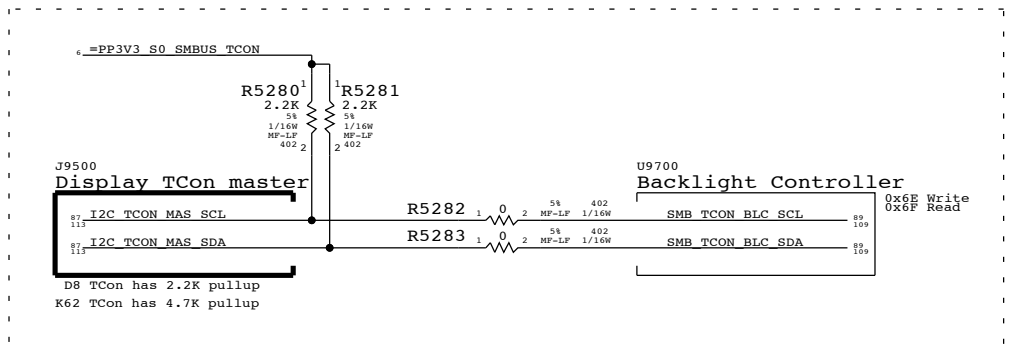 6 =PP3V3_S0_SMBUS_TCON
R5280 1 1 R5281
2.2K 2.2K
5% 5%
1/16W 1/16W
MF-LF MF-LF
402 2 2 402
J9500
Display TCon master
87 113 I2C_TCON_MAS_SCL
87 113 I2C_TCON_MAS_SDA
D8 TCon has 2.2K pullup
K62 TCon has 4.7K pullup
R5282 1 0 2 5% MF-LF 402 1/16W
R5283 1 0 2 5% MF-LF 402 1/16W
U9700
Backlight Controller
0x6E Write
0x6F Read
SMB_TCON_BLC_SCL 89 109
SMB_TCON_BLC_SDA 89 109